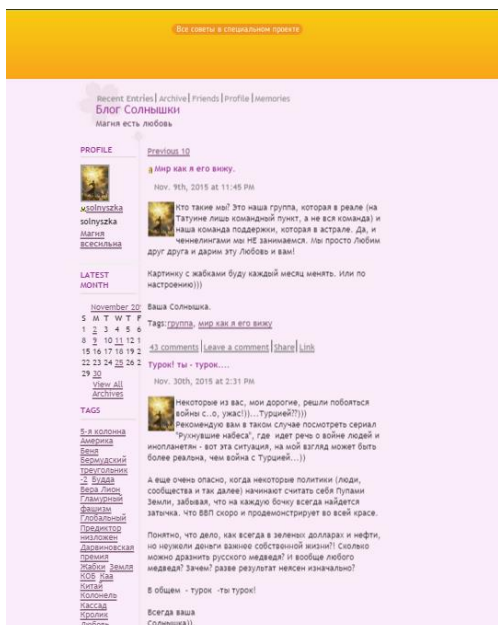 Все советы в специальном проекте
Recent Entries|Archive|Friends|Profile|Memories
Блог Солнышки
Магия есть любовь
PROFILE
solnyszka
solnyszka
Магия
всесильна
LATEST
MONTH
November 20
S M T W T F
1 2 3 4 5 6
8 9 10 11 12 1
15 16 17 18 19 2
22 23 24 25 26 2
29 30
View All
Archives
TAGS
5-я колонна
Америка
Беня
Бермудский
треугольник
-2 Будда
Вера Лион
Гламурный
фашизм
Глобальный
Предиктор
низложен
Дарвиновская
премия
Жабки Земля
КОБ Каа
Китай
Колонель
Кассад
Кролик
Любовь
Previous 10
Мир как я его вижу.
Nov. 9th, 2015 at 11:45 PM
Кто такие мы? Это наша группа, которая в реале (на
Татуине лишь командный пункт, а не вся команда) и
наша команда поддержки, которая в астрале. Да, и
ченнелингами мы НЕ занимаемся. Мы просто Любим
друг друга и дарим эту Любовь и вам!
Картинку с жабками буду каждый месяц менять. Или по
настроению)))
Ваша Солнышка.
Tags:группа, мир как я его вижу
43 comments|Leave a comment|Share|Link
Турок! ты - турок....
Nov. 30th, 2015 at 2:31 PM
Некоторые из вас, мои дорогие, решли побояться
войны с..о, ужас!))...Турцией??)))
Рекомендую вам в таком случае посмотреть сериал
"Рухнувшие небеса", где идет речь о войне людей и
инопланетян - вот эта ситуация, на мой взгляд может быть
более реальна, чем война с Турцией...))
А еще очень опасно, когда некоторые политики (люди,
сообщества и так далее) начинают считать себя Пупами
Земли, забывая, что на каждую бочку всегда найдется
затычка. Что ВВП скоро и продемонстрирует во всей красе.
Понятно, что дело, как всегда в зеленых долларах и нефти,
но неужели деньги важнее собственной жизни?! Сколько
можно дразнить русского медведя? и вообще любого
медведя? Зачем? разве результат неясен изначально?
В общем - турок -ты турок!
Всегда ваша
Солнышка))